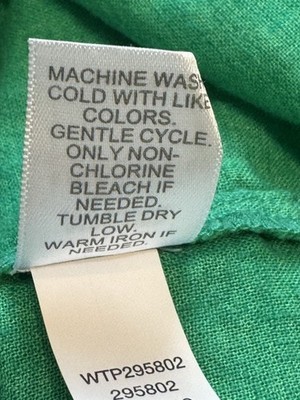 MACHINE WASH
COLD WITH LIKE
COLORS.
GENTLE CYCLE.
ONLY NON-
CHLORINE
BLEACH IF
NEEDED.
TUMBLE DRY
LOW.
WARM IRON IF
NEEDED.
WTP295802
295802